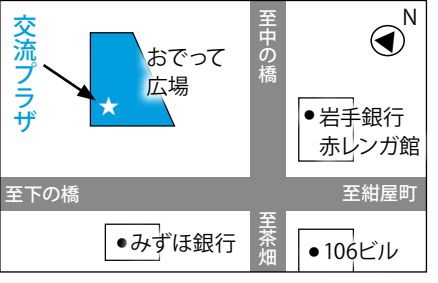 交流プラザ
おでって
広場
至中の橋
N
岩手銀行
赤レンガ館
至下の橋
至紺屋町
みずほ銀行
至茶畑
106ビル